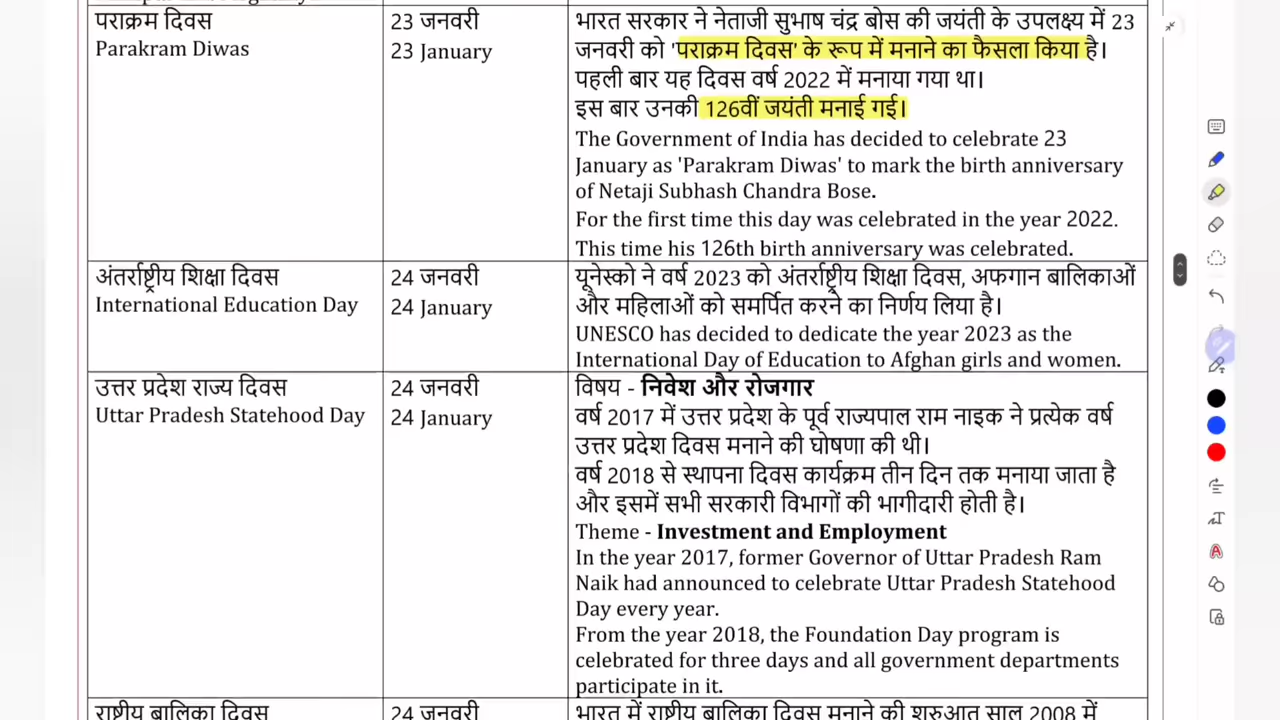 पराक्रम दिवस
Parakram Diwas
23 जनवरी
23 January
भारत सरकार ने नेताजी सुभाष चंद्र बोस की जयंती के उपलक्ष्य में 23
जनवरी को 'पराक्रम दिवस' के रूप में मनाने का फैसला किया है।
पहली बार यह दिवस वर्ष 2022 में मनाया गया था।
इस बार उनकी 126वीं जयंती मनाई गई।
The Government of India has decided to celebrate 23
January as 'Parakram Diwas' to mark the birth anniversary
of Netaji Subhash Chandra Bose.
For the first time this day was celebrated in the year 2022.
This time his 126th birth anniversary was celebrated.
अंतर्राष्ट्रीय शिक्षा दिवस
International Education Day
24 जनवरी
24 January
यूनेस्को ने वर्ष 2023 को अंतर्राष्ट्रीय शिक्षा दिवस, अफगान बालिकाओं
और महिलाओं को समर्पित करने का निर्णय लिया है।
UNESCO has decided to dedicate the year 2023 as the
International Day of Education to Afghan girls and women.
उत्तर प्रदेश राज्य दिवस
Uttar Pradesh Statehood Day
24 जनवरी
24 January
विषय - निवेश और रोजगार
वर्ष 2017 में उत्तर प्रदेश के पूर्व राज्यपाल राम नाइक ने प्रत्येक वर्ष
उत्तर प्रदेश दिवस मनाने की घोषणा की थी।
वर्ष 2018 से स्थापना दिवस कार्यक्रम तीन दिन तक मनाया जाता है
और इसमें सभी सरकारी विभागों की भागीदारी होती है।
Theme - Investment and Employment
In the year 2017, former Governor of Uttar Pradesh Ram
Naik had announced to celebrate Uttar Pradesh Statehood
Day every year.
From the year 2018, the Foundation Day program is
celebrated for three days and all government departments
participate in it.
राष्ट्रीय बालिका दिवस
24 जनवरी
भारत में राष्ट्रीय बालिका दिवस मनाने की शुरुआत साल 2008 में